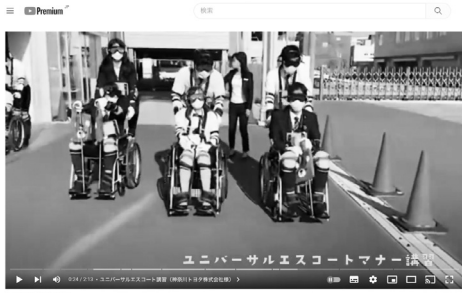 Premium JP
検索
ユニバーサルエスコートマナー講習
0:24 / 2:13 • ユニバーサルエスコート講習（神奈川トヨタ株式会社様）